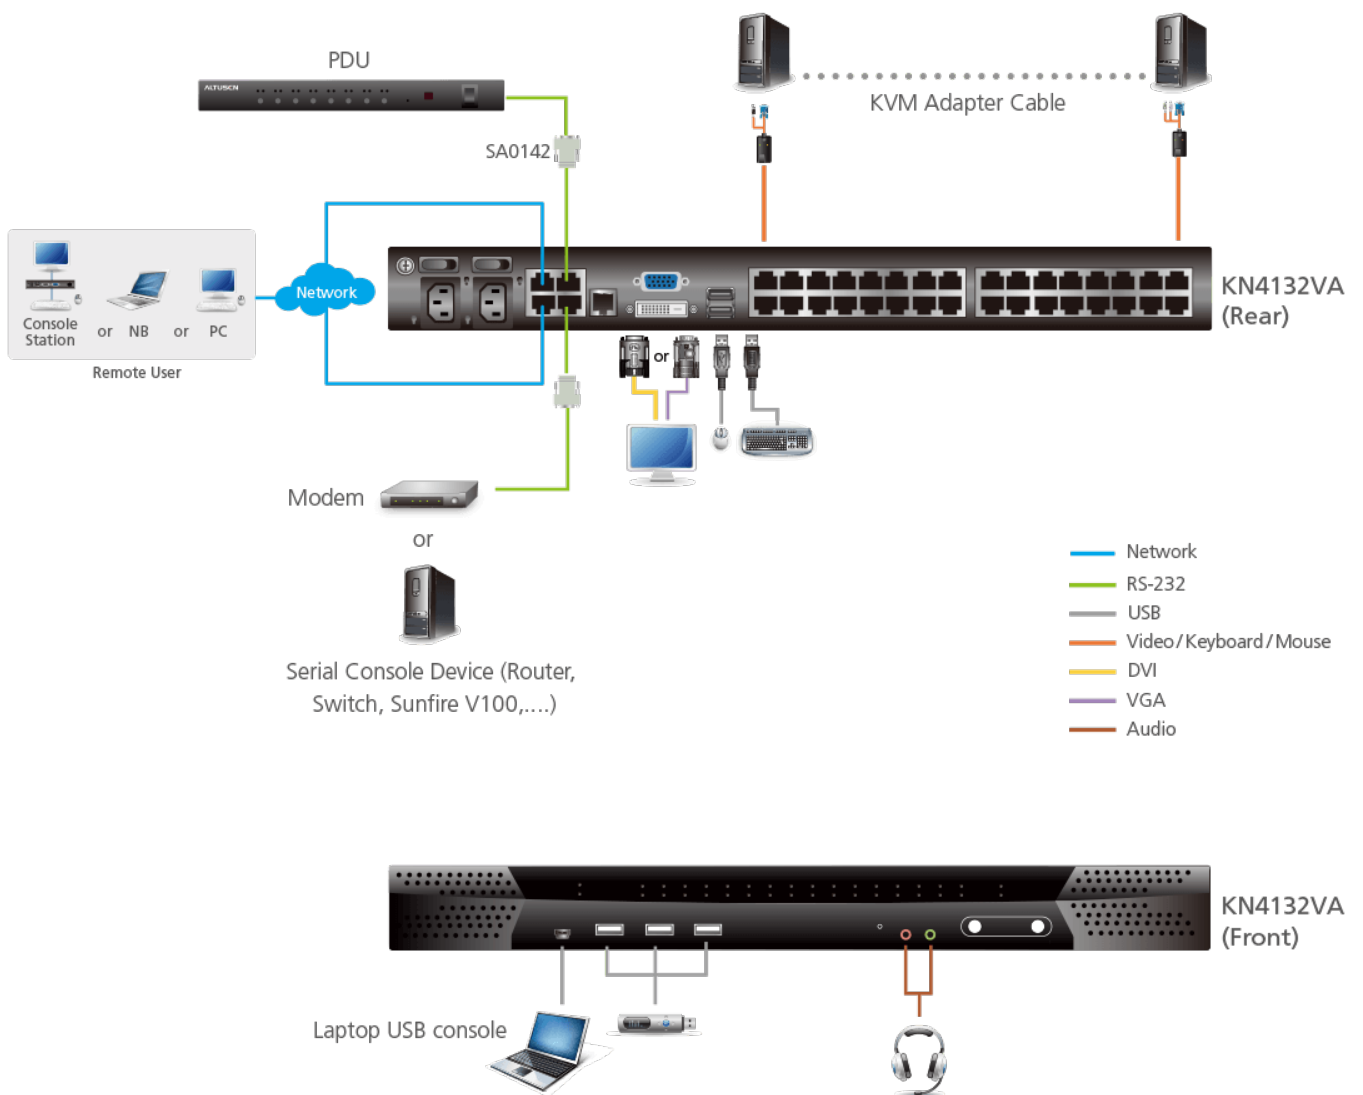 PDU
ALTUSEN
SA0142
KVM Adapter Cable
Network
Console
Station
or
NB
or
PC
Remote User
KN4132VA
(Rear)
or
Modem
or
Serial Console Device (Router,
Switch, Sunfire V100,....)
Network
RS-232
USB
Video/Keyboard/Mouse
DVI
VGA
Audio
KN4132VA
(Front)
Laptop USB console